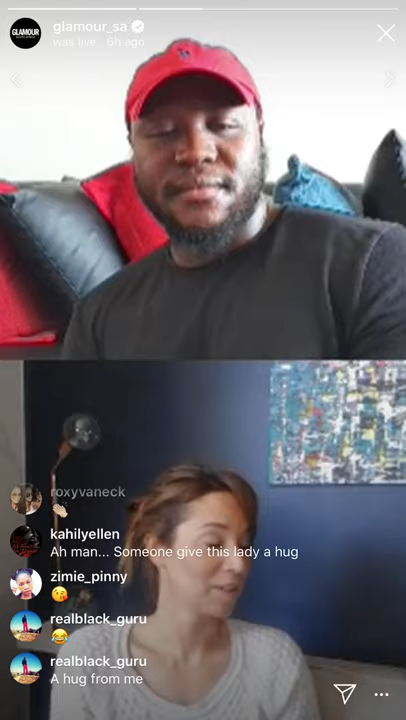 GLAMOUR
glamour_sa
was live 6h ago
roxyvaneck
kahilyellen
Ah man... Someone give this lady a hug
zimie_pinny
realblack_guru
realblack_guru
A hug from me